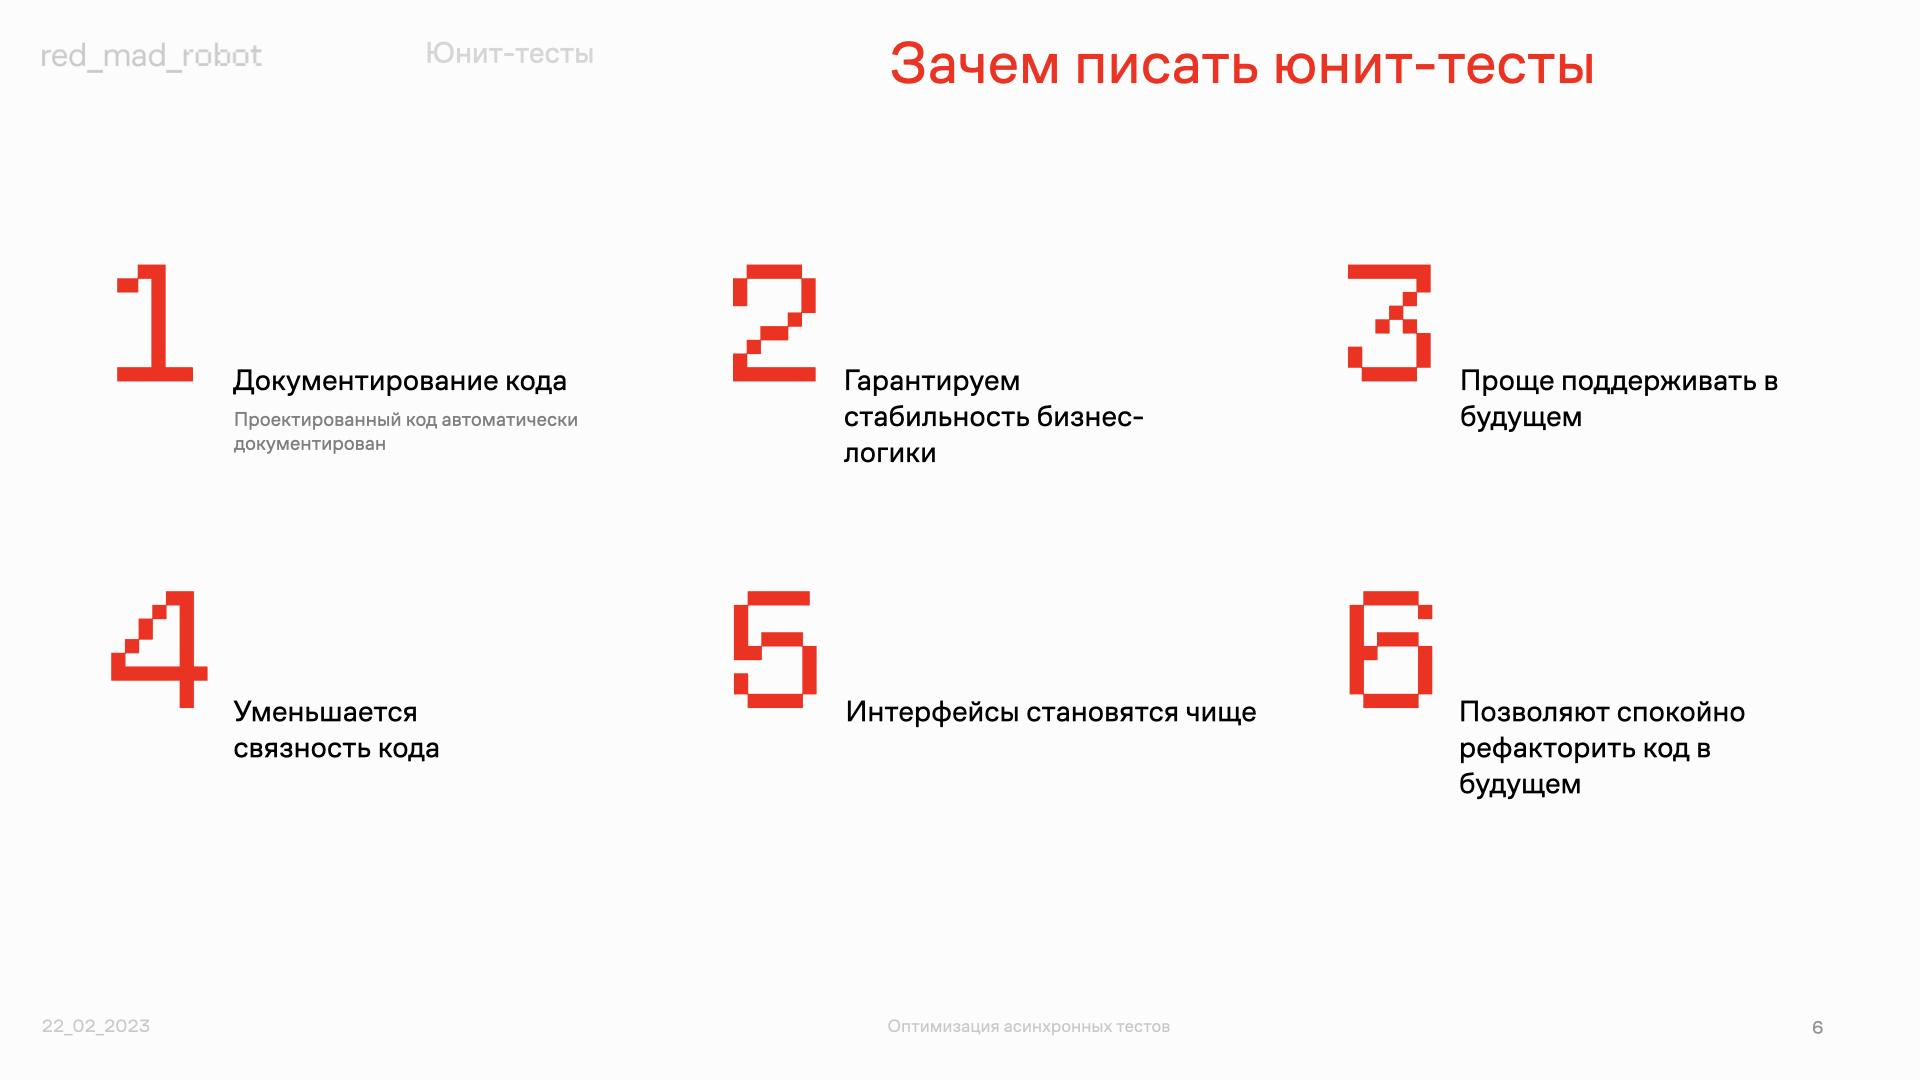 red_mad_robot
Юнит-тесты
Зачем писать юнит-тесты
1
Документирование кода
Проектированный код автоматически
документирован
2
Гарантируем
стабильность бизнес-
логики
3
Проще поддерживать в
будущем
4
Уменьшается
связность кода
5
Интерфейсы становятся чище
6
Позволяют спокойно
рефакторить код в
будущем
22_02_2023
Оптимизация асинхронных тестов
6